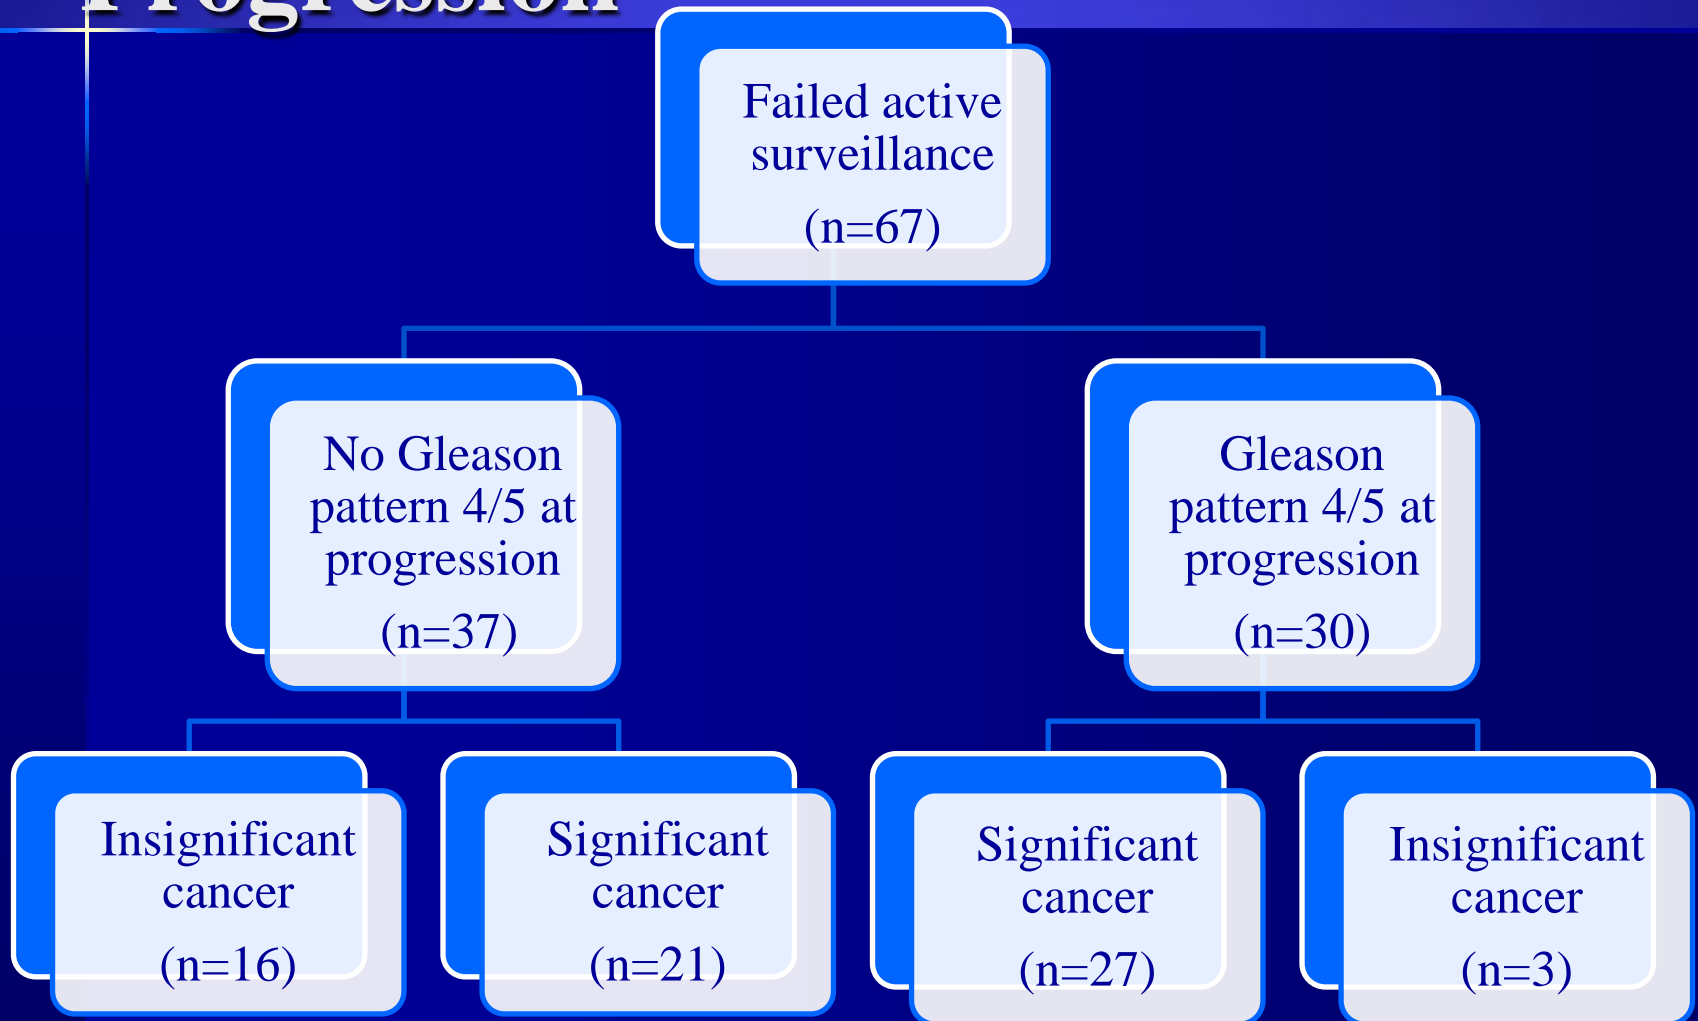 Progression
Failed active
surveillance
(n=67)
No Gleason
pattern 4/5 at
progression
(n=37)
Gleason
pattern 4/5 at
progression
(n=30)
Insignificant
cancer
(n=16)
Significant
cancer
(n=21)
Significant
cancer
(n=27)
Insignificant
cancer
(n=3)